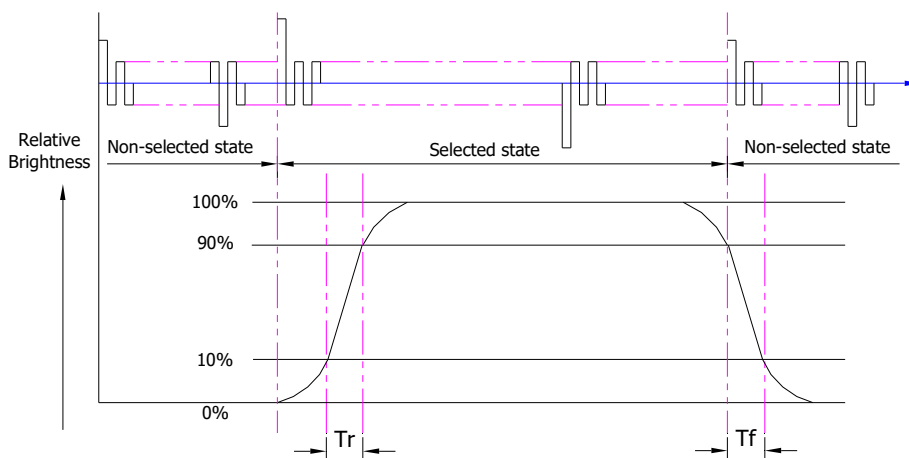 Relative
Brightness
Non-selected state
Selected state
Non-selected state
100%
90%
10%
0%
Tr
Tf